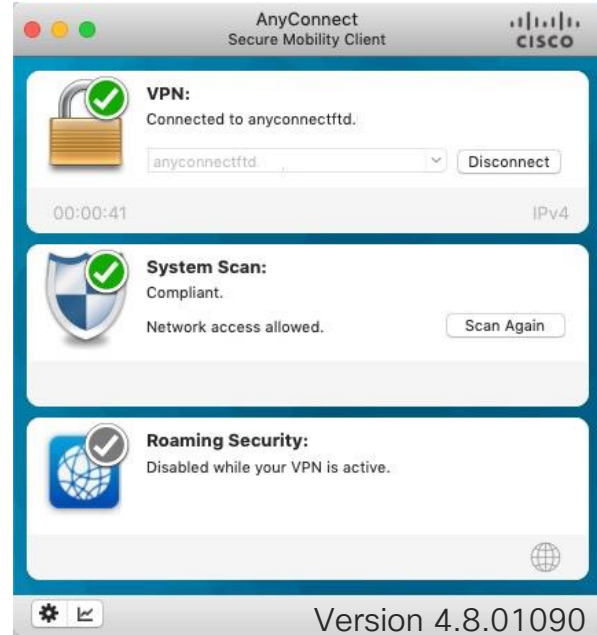 AnyConnect
Secure Mobility Client
CISCO
VPN:
Connected to anyconnectftd.
anyconnectftd.
Disconnect
00:00:41
IPv4
System Scan:
Compliant.
Network access allowed.
Scan Again
Roaming Security:
Disabled while your VPN is active.
Version 4.8.01090